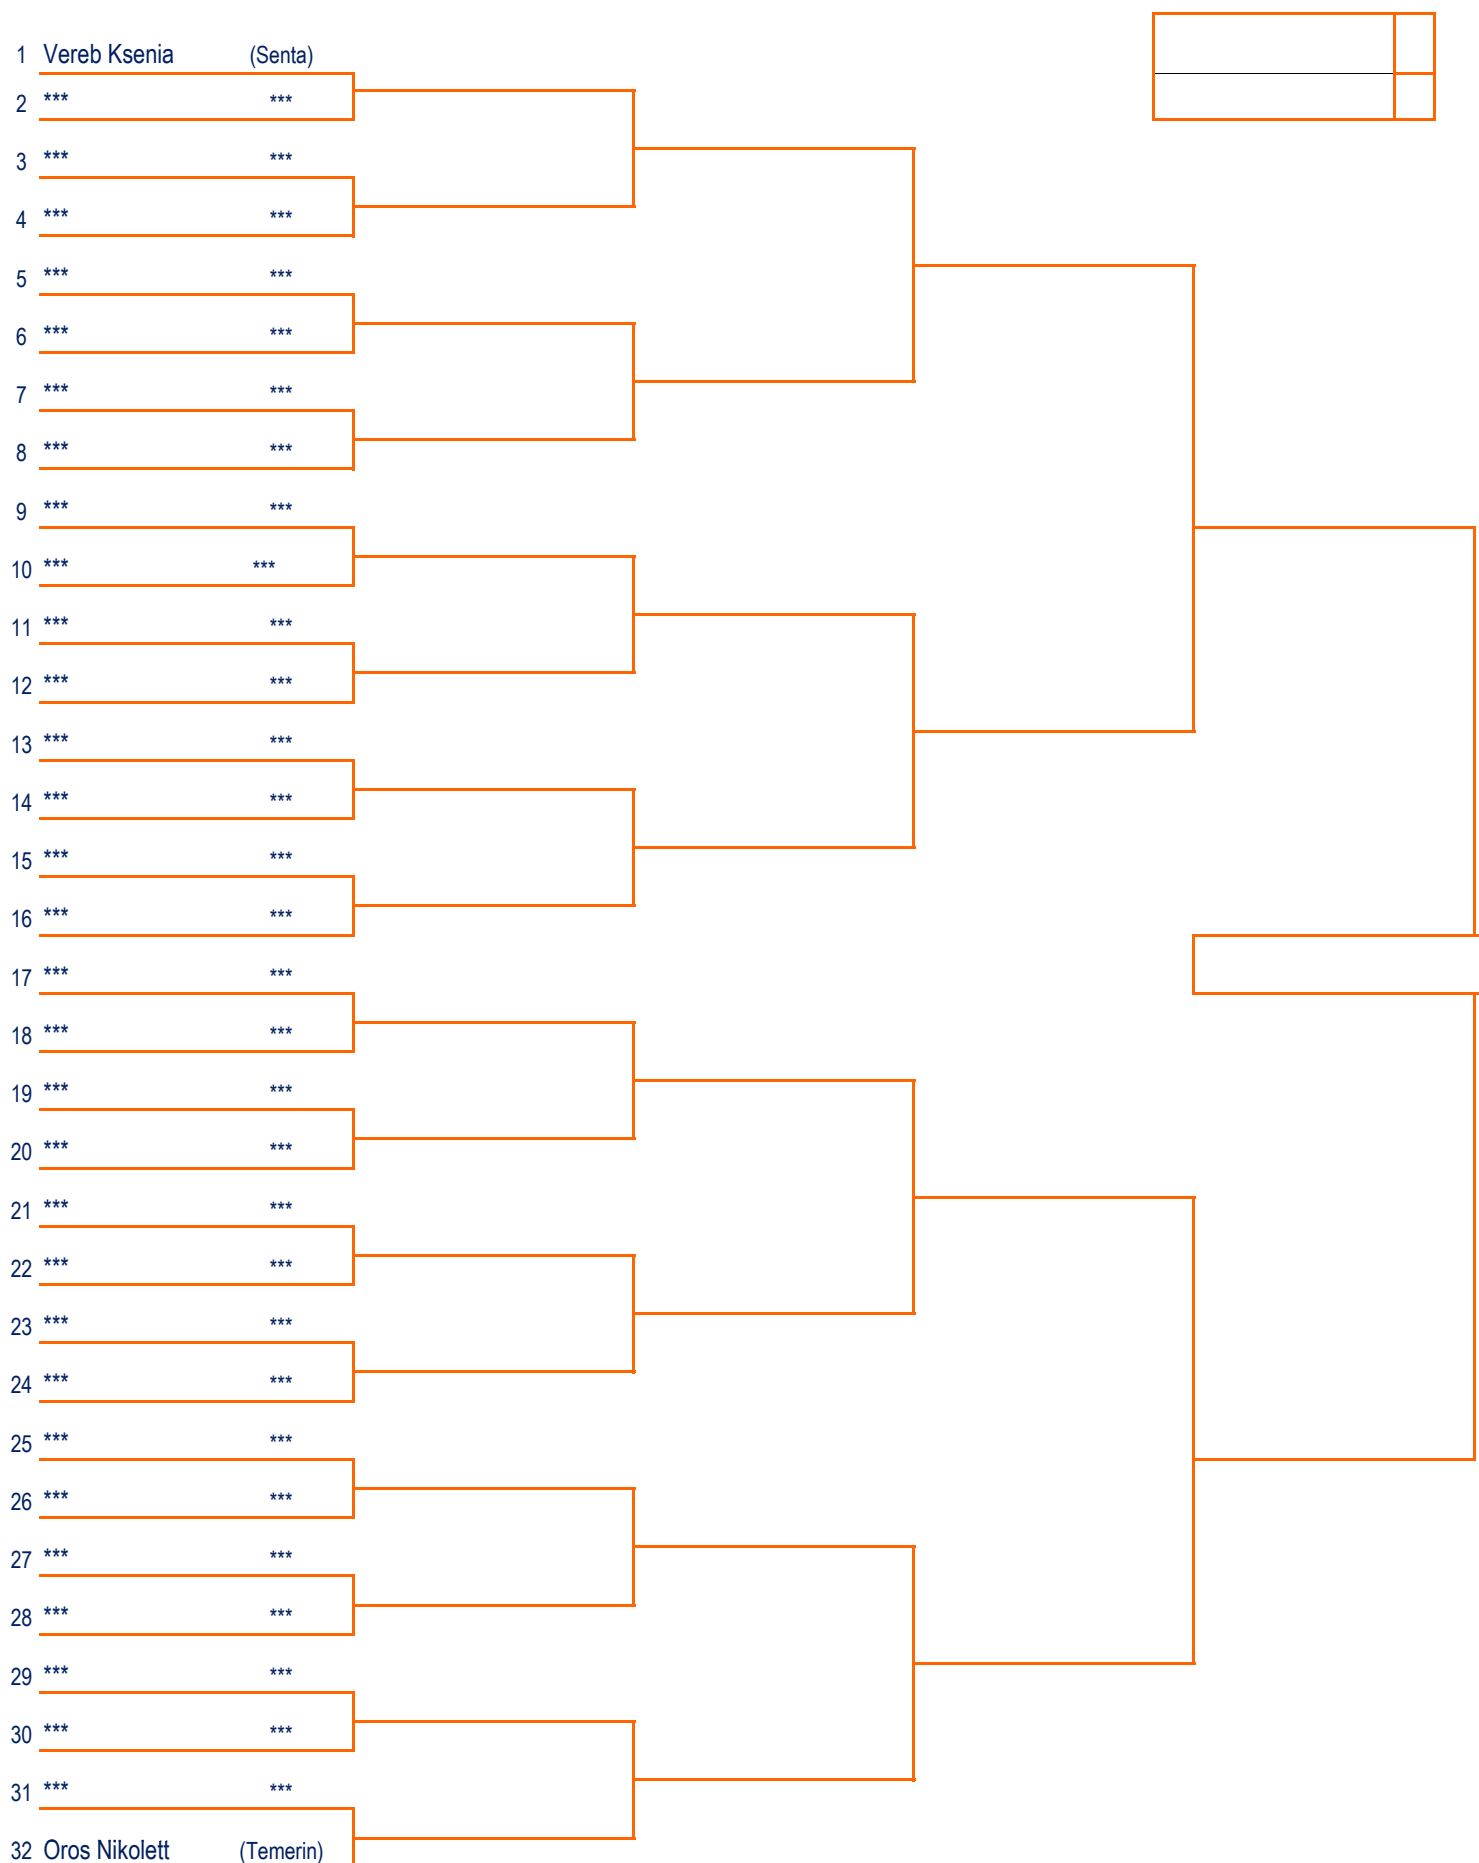 1 Vereb Ksenia (Senta)
2 *** ***
3 *** ***
4 *** ***
5 *** ***
6 *** ***
7 *** ***
8 *** ***
9 *** ***
10 *** ***
11 *** ***
12 *** ***
13 *** ***
14 *** ***
15 *** ***
16 *** ***
17 *** ***
18 *** ***
19 *** ***
20 *** ***
21 *** ***
22 *** ***
23 *** ***
24 *** ***
25 *** ***
26 *** ***
27 *** ***
28 *** ***
29 *** ***
30 *** ***
31 *** ***
32 Oros Nikolett (Temerin)